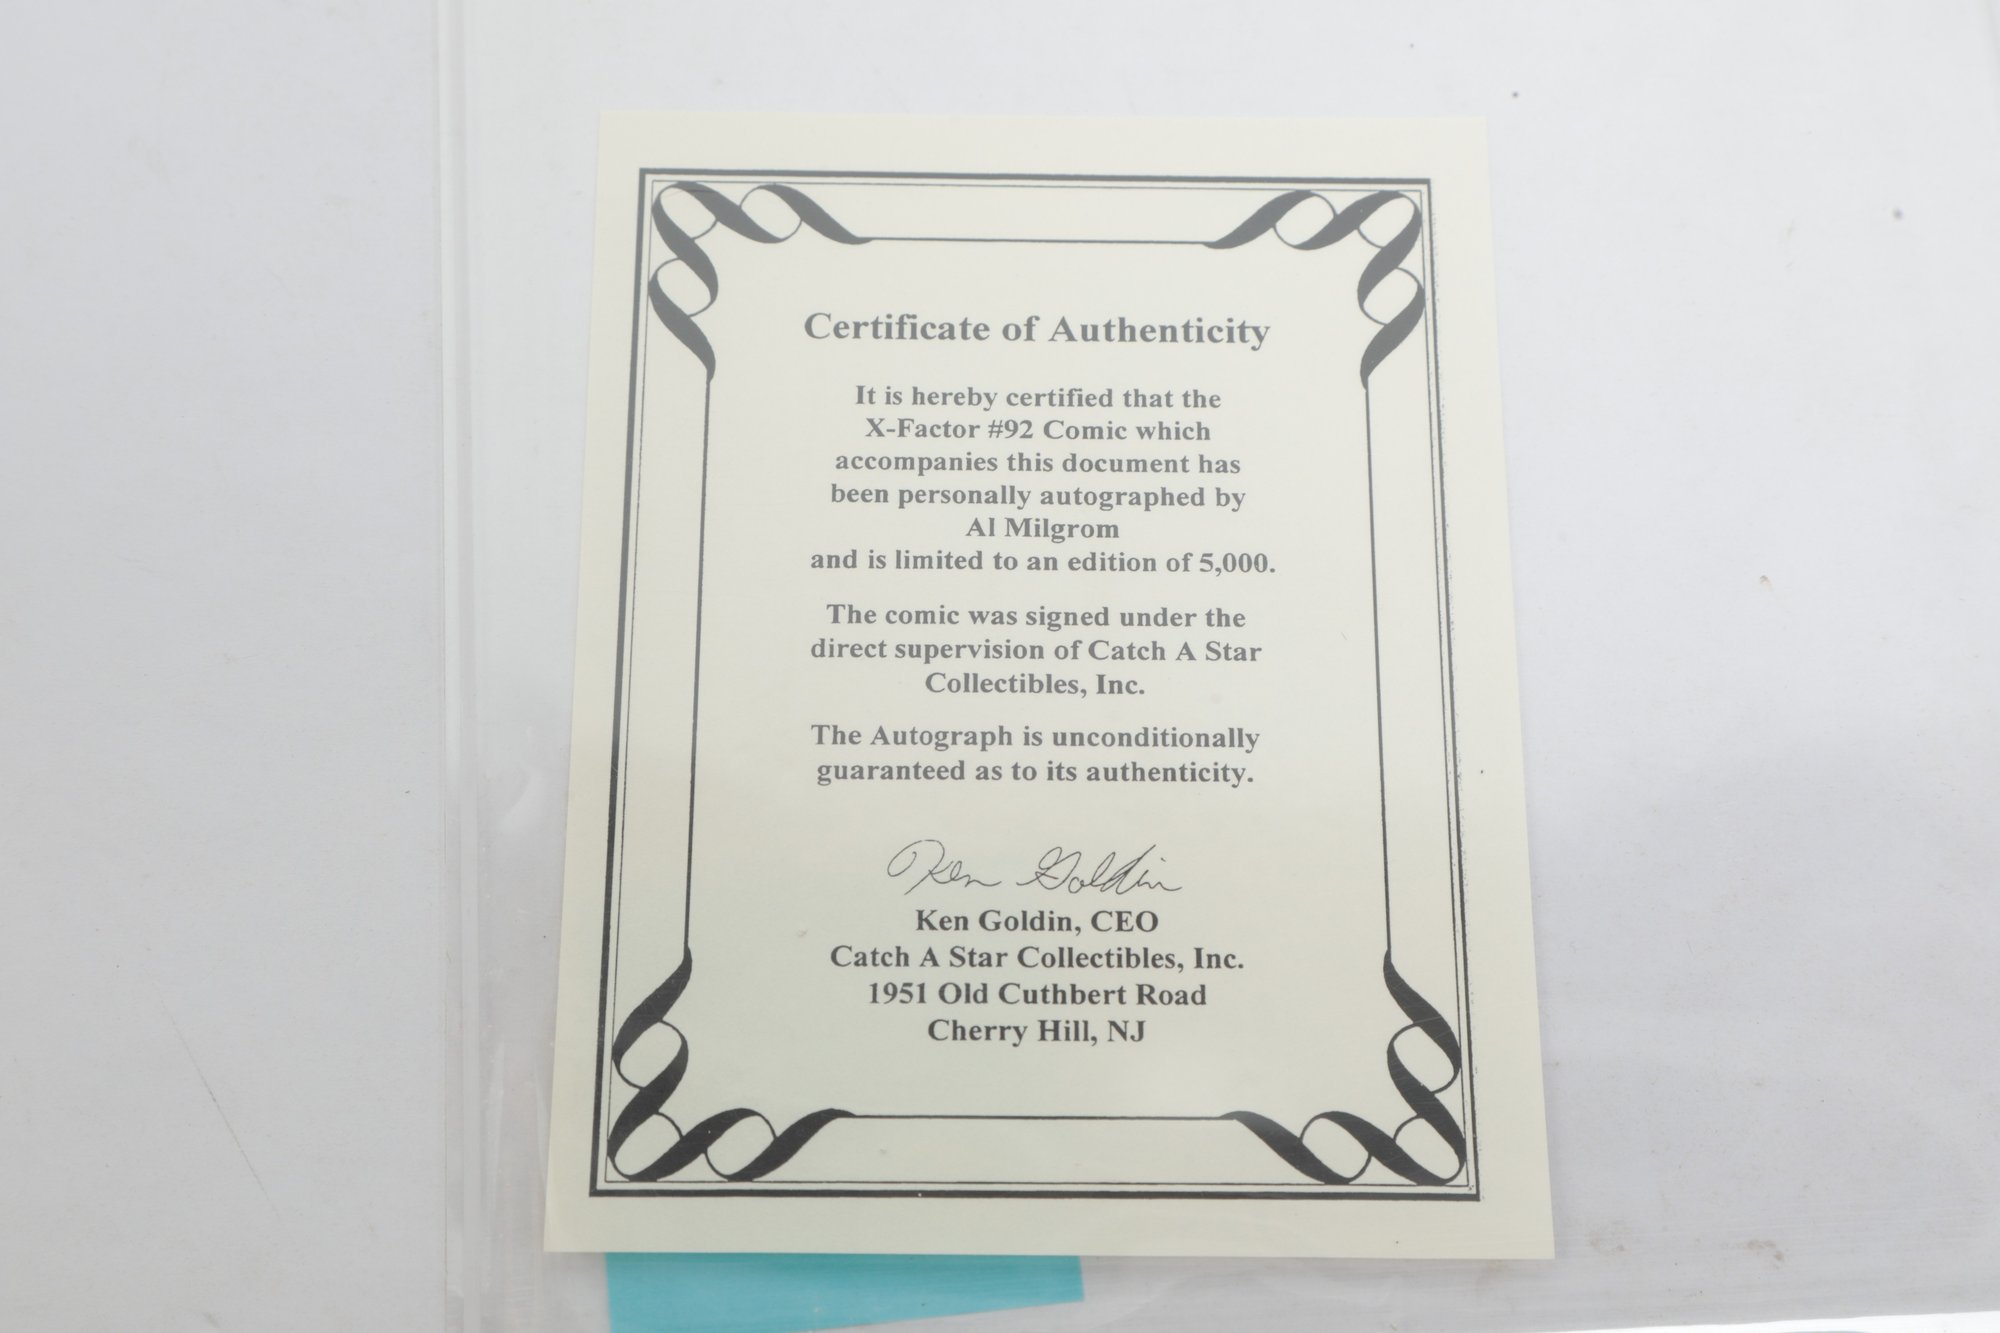 Certificate of Authenticity
It is hereby certified that the
X-Factor #92 Comic which
accompanies this document has
been personally autographed by
Al Milgrom
and is limited to an edition of 5,000.
The comic was signed under the
direct supervision of Catch A Star
Collectibles, Inc.
The Autograph is unconditionally
guaranteed as to its authenticity.
Ken Goldin
Ken Goldin, CEO
Catch A Star Collectibles, Inc.
1951 Old Cuthbert Road
Cherry Hill, NJ